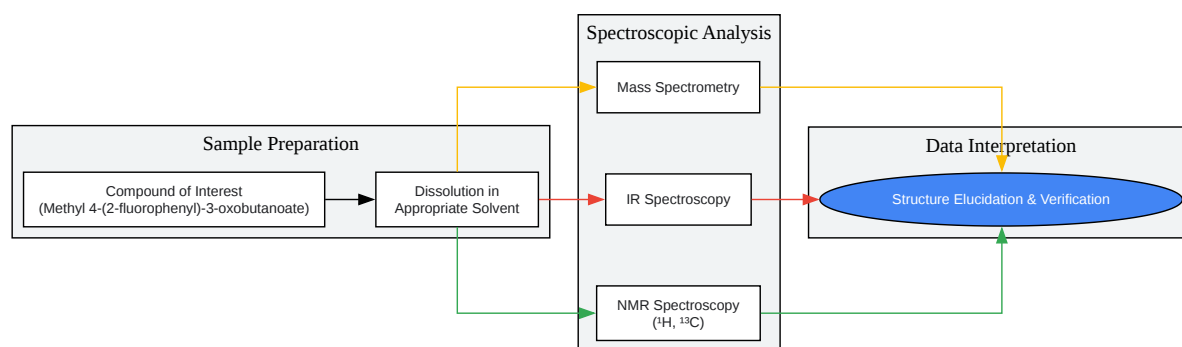 Sample Preparation
Compound of Interest
(Methyl 4-(2-fluorophenyl)-3-oxobutanoate)
Dissolution in
Appropriate Solvent
Spectroscopic Analysis
Mass Spectrometry
IR Spectroscopy
NMR Spectroscopy
(¹H, ¹³C)
Data Interpretation
Structure Elucidation & Verification